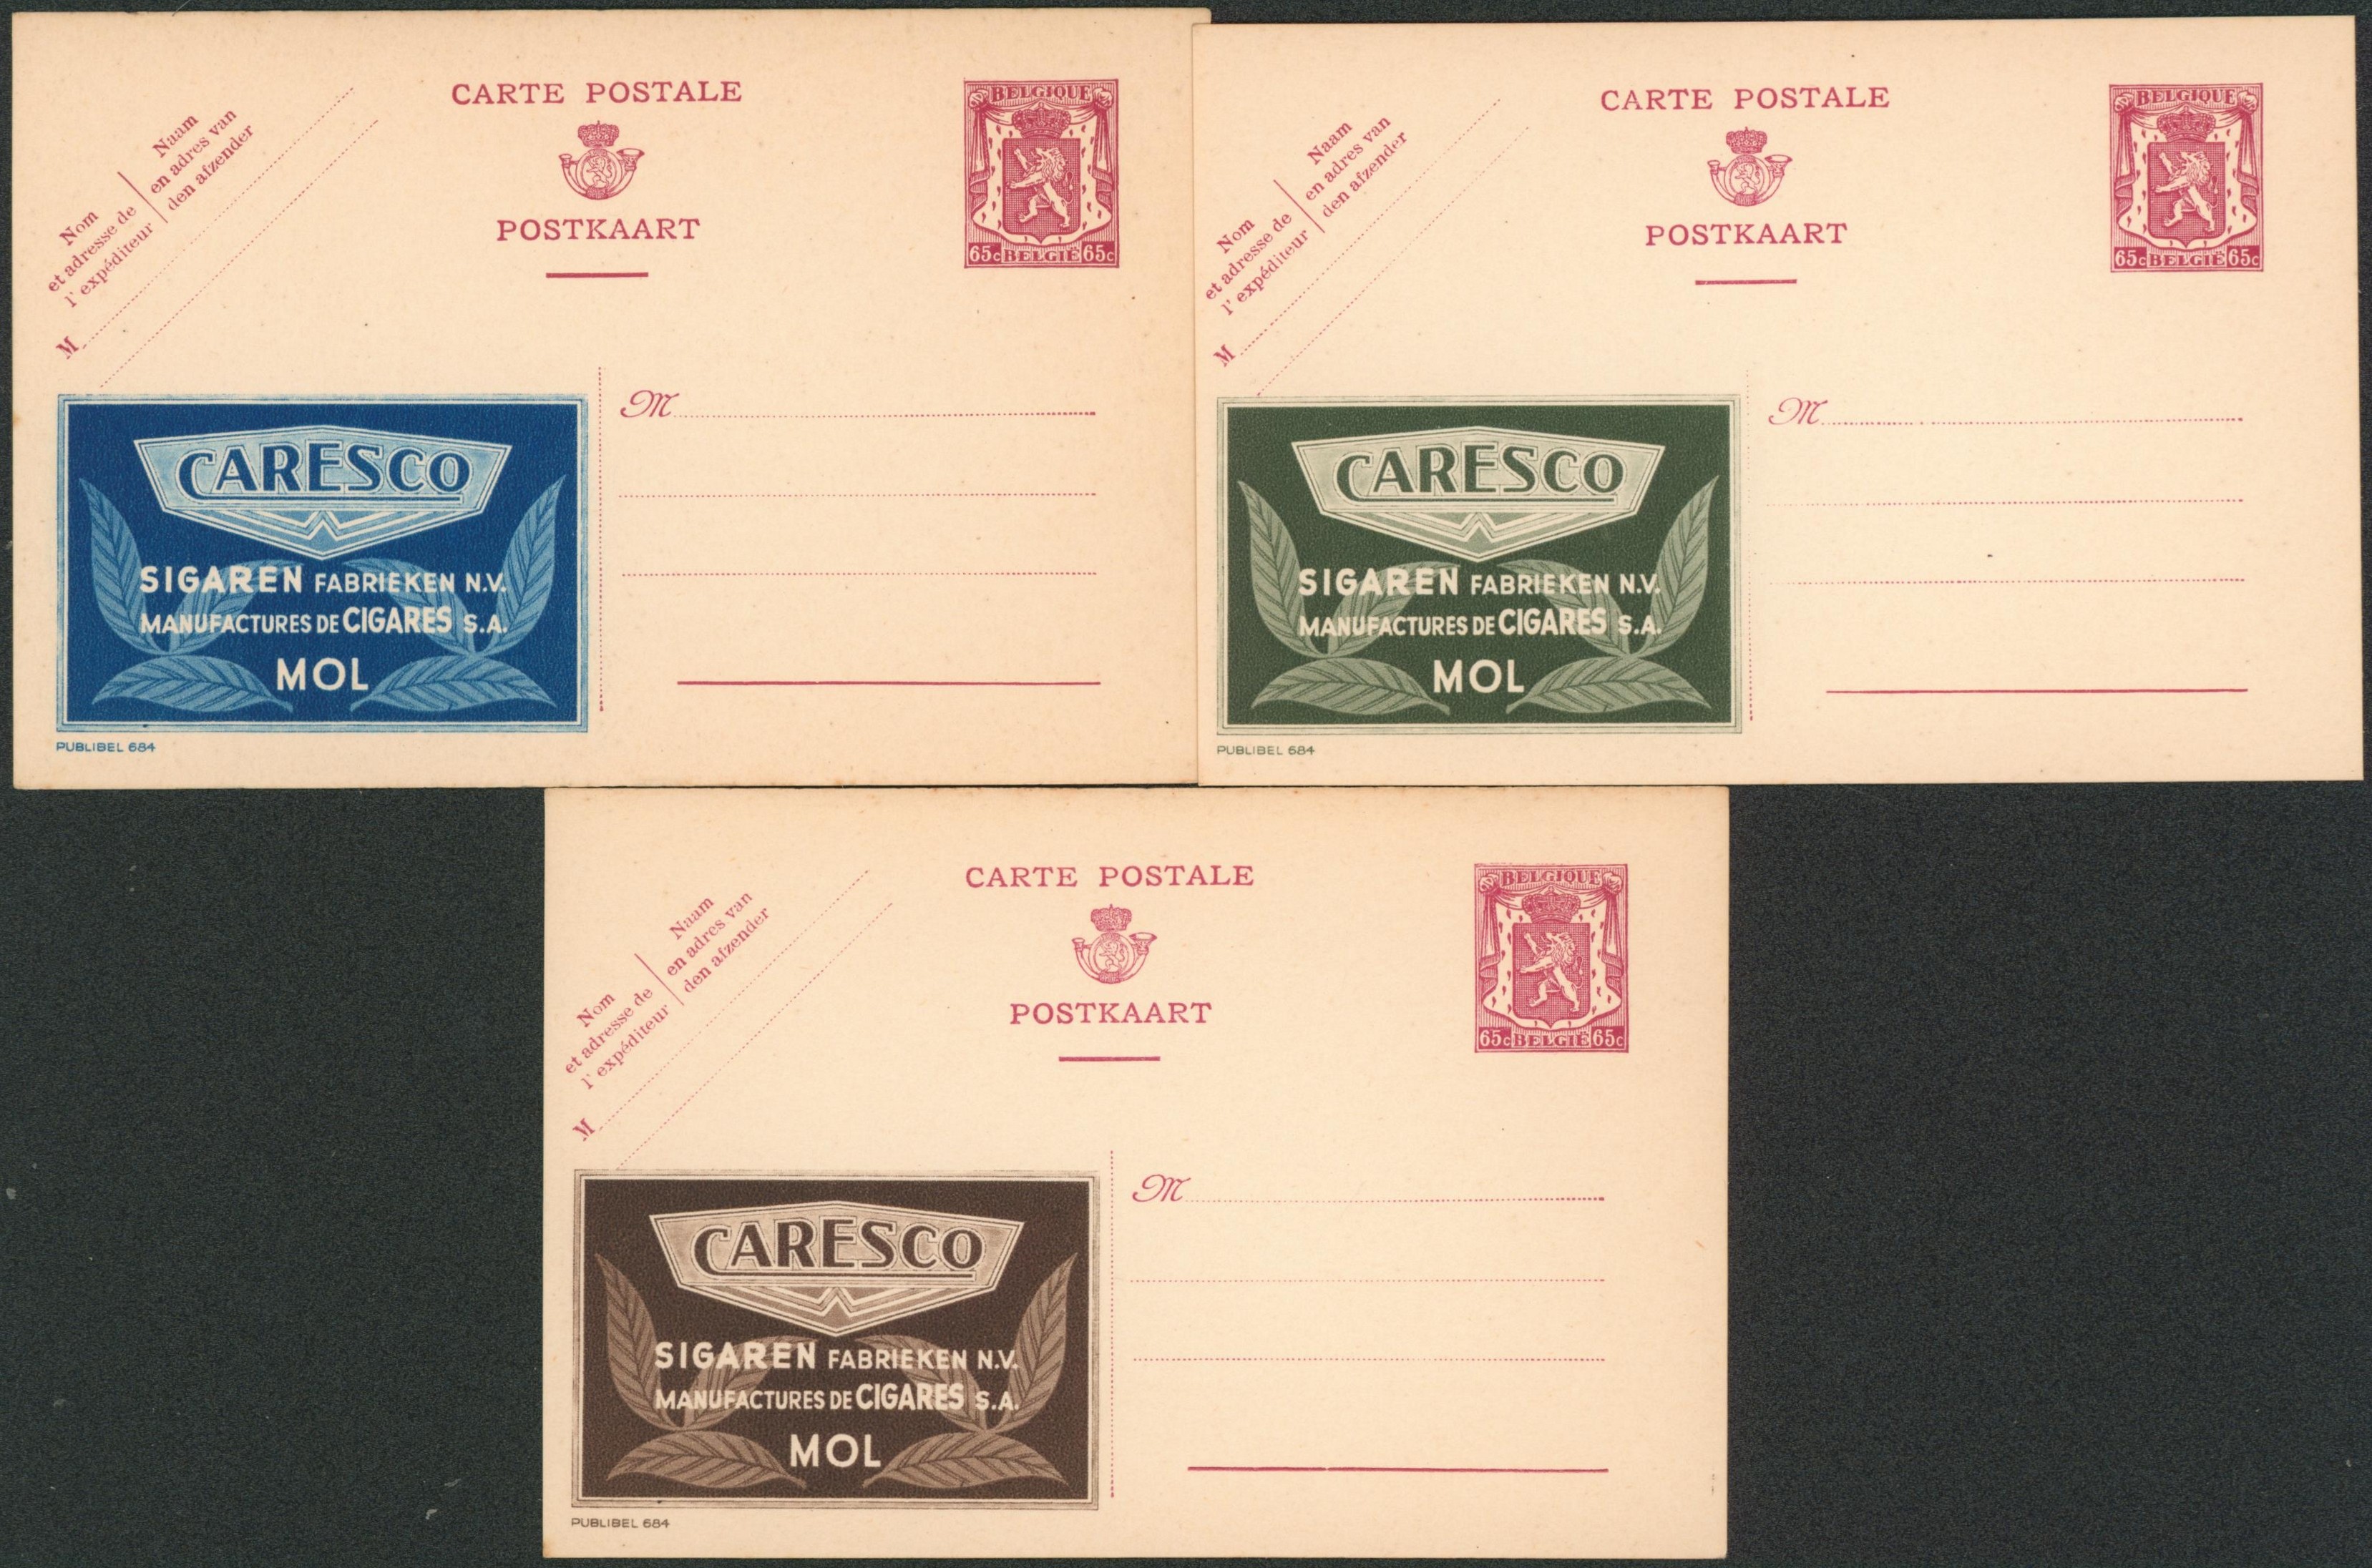 CARTE POSTALE
POSTKAART
Nom
et adresse de
l' expéditeur
Naam
en adres van
den afzender
M
BELGIQUE
65c BELGIË 65c
M
CARESCO
SIGAREN FABRIEKEN N.V.
MANUFACTURES DE CIGARES S.A.
MOL
PUBLIBEL 684
CARTE POSTALE
POSTKAART
Nom
et adresse de
l' expéditeur
Naam
en adres van
den afzender
M
BELGIQUE
65c BELGIË 65c
M
CARESCO
SIGAREN FABRIEKEN N.V.
MANUFACTURES DE CIGARES S.A.
MOL
PUBLIBEL 684
CARTE POSTALE
POSTKAART
Nom
et adresse de
l' expéditeur
Naam
en adres van
den afzender
M
BELGIQUE
65c BELGIË 65c
M
CARESCO
SIGAREN FABRIEKEN N.V.
MANUFACTURES DE CIGARES S.A.
MOL
PUBLIBEL 684